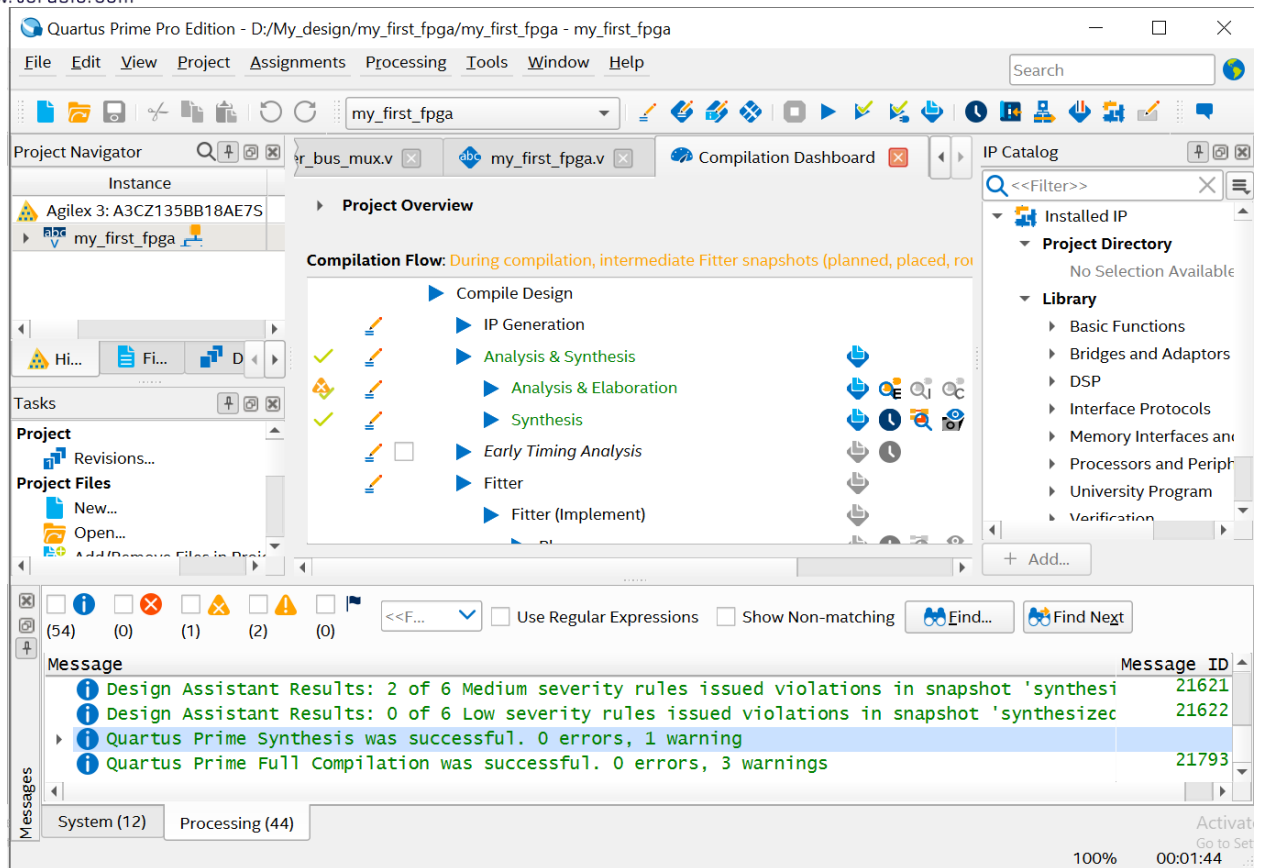 Quartus Prime Pro Edition - D:/My_design/my_first_fpga/my_first_fpga - my_first_fpga
File Edit View Project Assignments Processing Tools Window Help
Search
my_first_fpga
Project Navigator
Instance
Agilex 3: A3CZ135BB18AE7S
my_first_fpga
Hi...
Fi...
D
Tasks
Project
Revisions...
Project Files
New...
Open...
er_bus_mux.v
my_first_fpga.v
Compilation Dashboard
Project Overview
Compilation Flow: During compilation, intermediate Fitter snapshots (planned, placed, rou
Compile Design
IP Generation
Analysis & Synthesis
Analysis & Elaboration
Synthesis
Early Timing Analysis
Fitter
Fitter (Implement)
IP Catalog
<<Filter>>
Installed IP
Project Directory
No Selection Available
Library
Basic Functions
Bridges and Adaptors
DSP
Interface Protocols
Memory Interfaces and
Processors and Periph
University Program
Verification
+ Add...
(54) (0) (1) (2) (0)
<<F...
Use Regular Expressions
Show Non-matching
Find...
Find Next
Message Message ID
Design Assistant Results: 2 of 6 Medium severity rules issued violations in snapshot 'synthesi 21621
Design Assistant Results: 0 of 6 Low severity rules issued violations in snapshot 'synthesized 21622
Quartus Prime Synthesis was successful. 0 errors, 1 warning
Quartus Prime Full Compilation was successful. 0 errors, 3 warnings 21793
Messages
System (12)
Processing (44)
Activat
Go to Set
100% 00:01:44